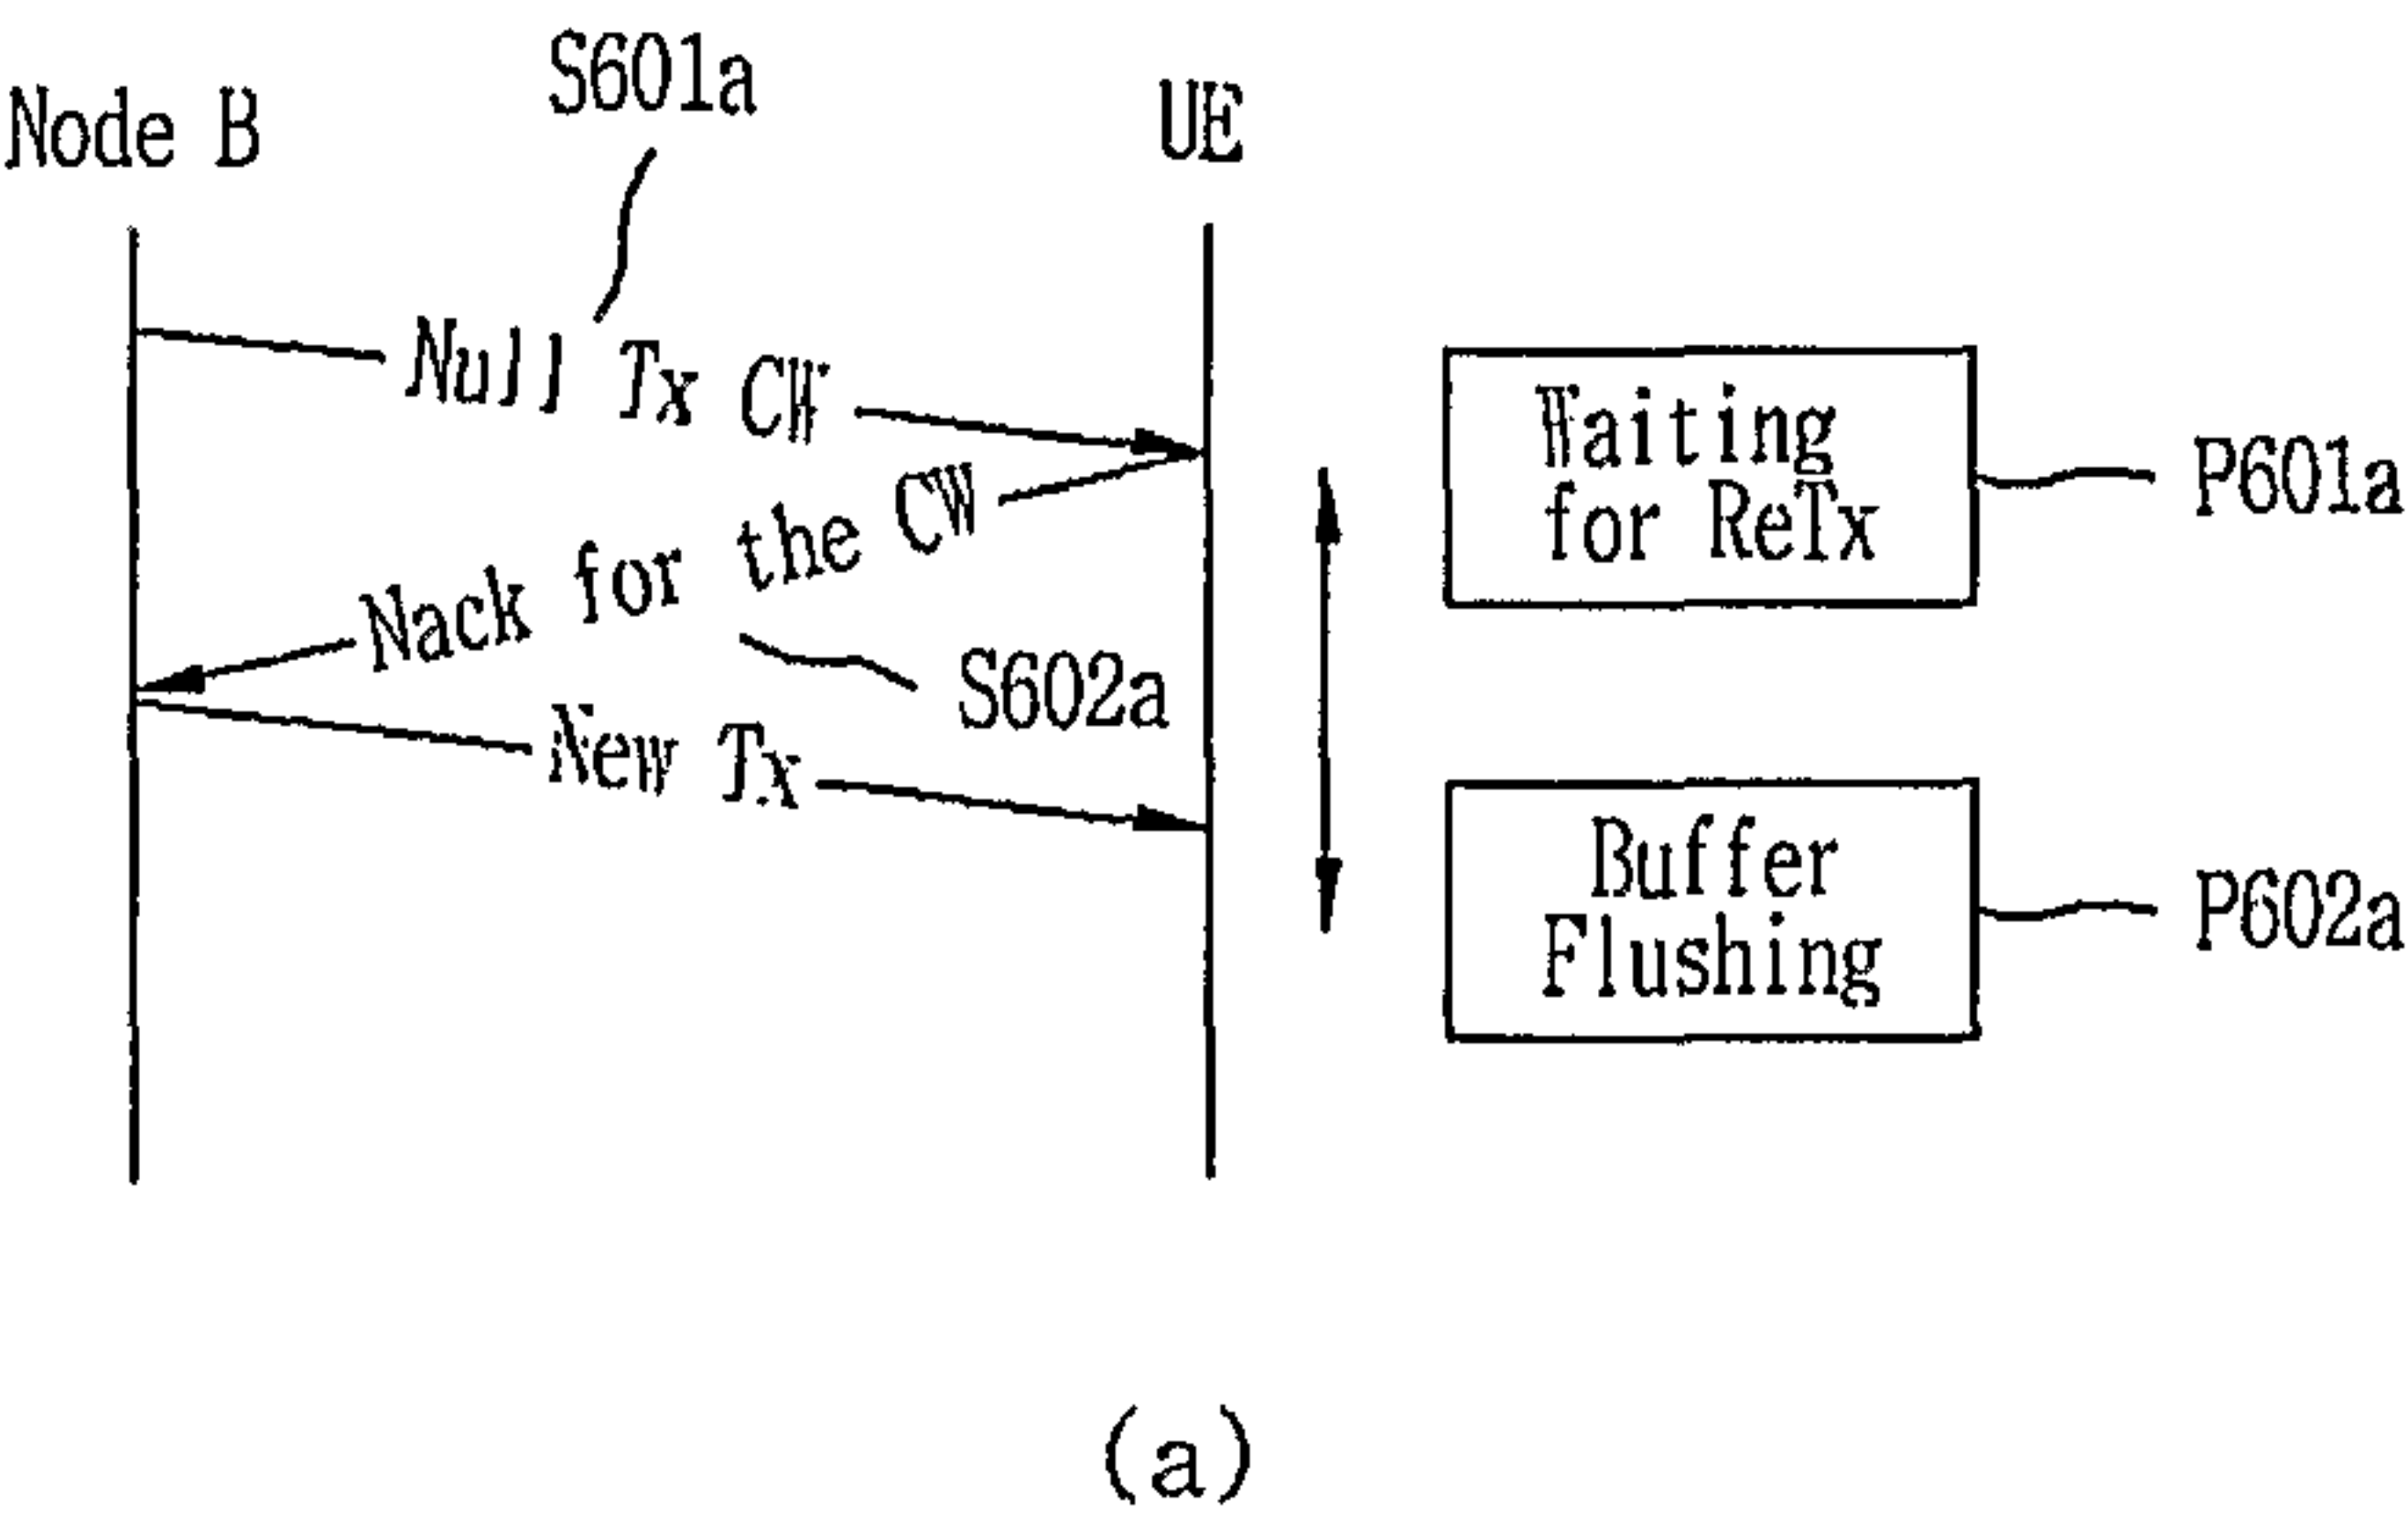 S601a
Node B
UE
Null Tx CW
Waiting
for ReTx
P601a
Nack for the CW
S602a
New Tx
Buffer
Flushing
P602a
(a)